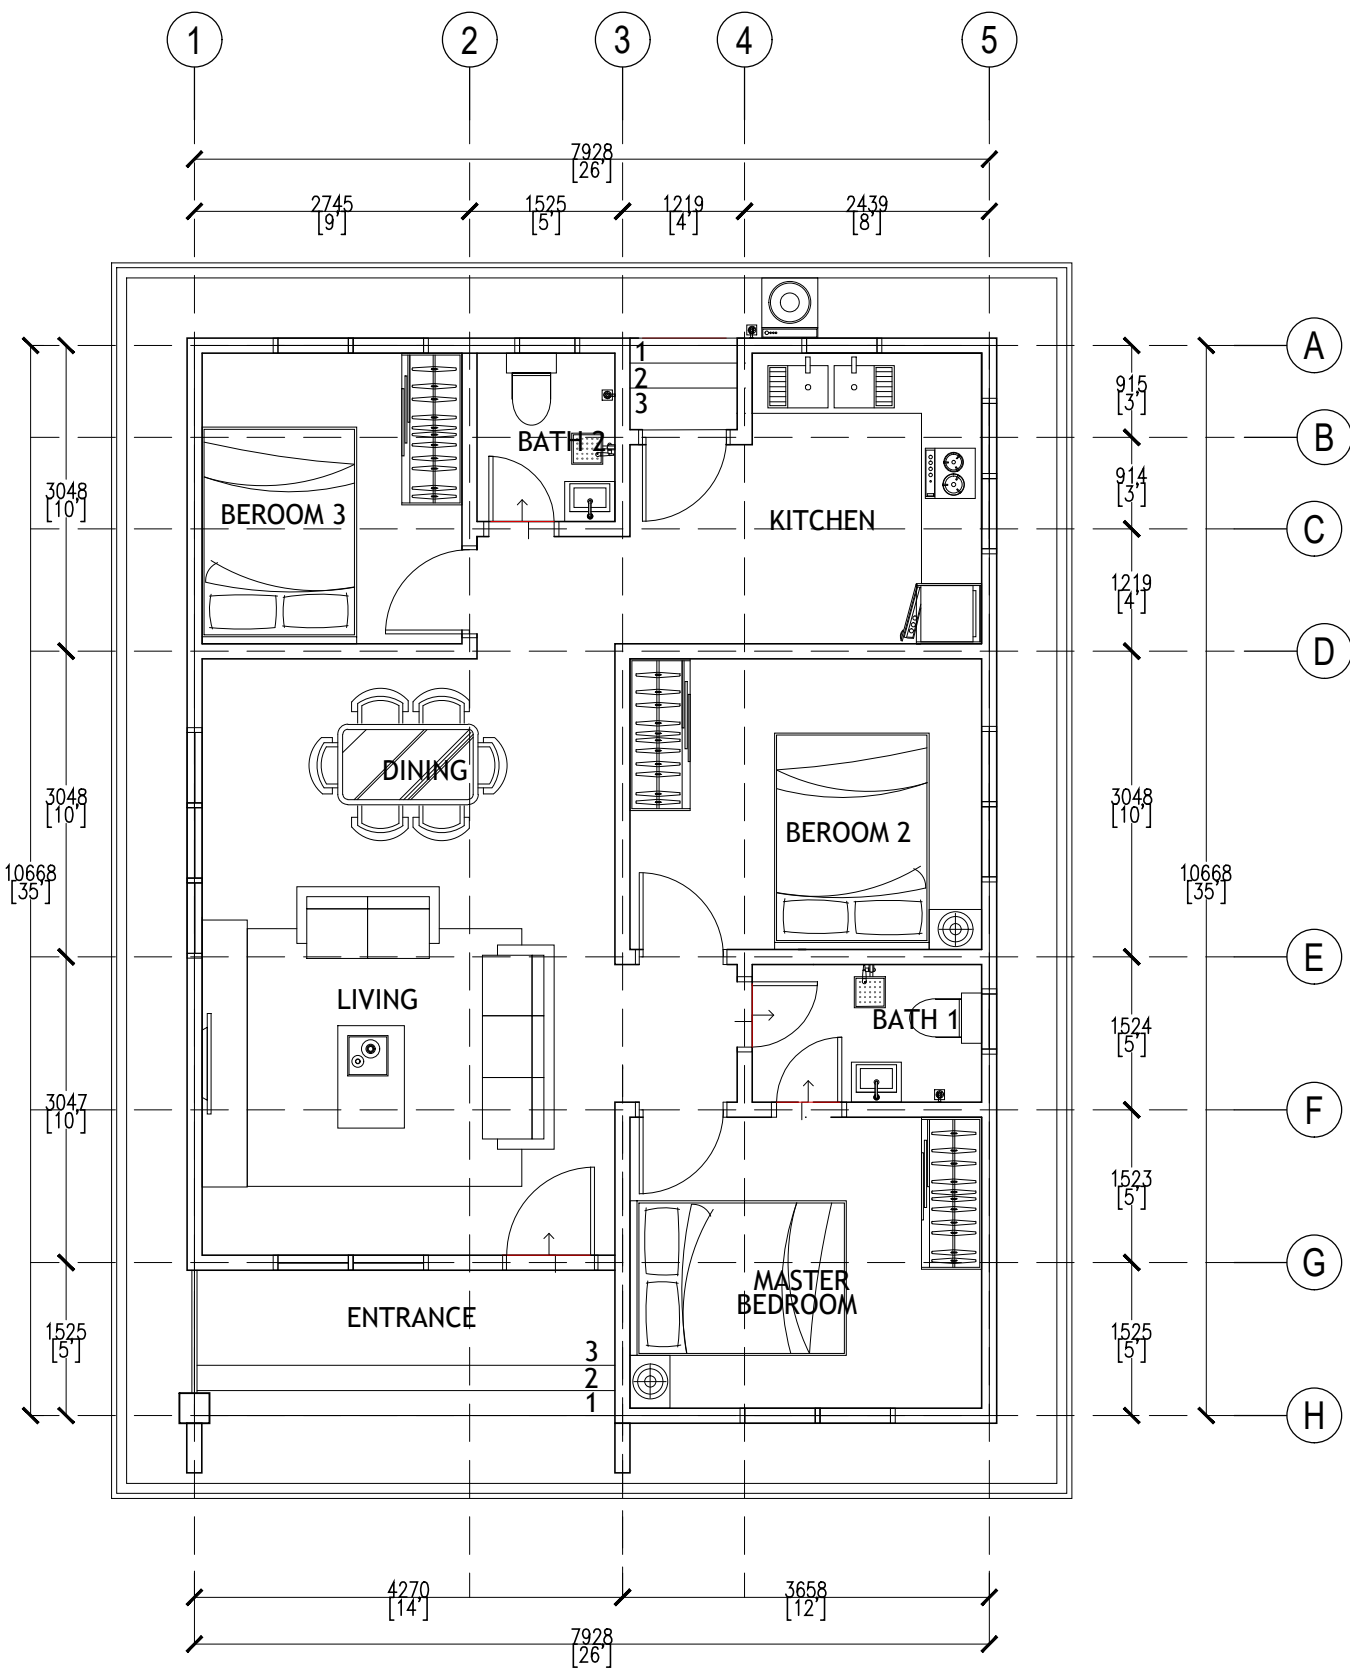 1 2 3 4 5
7928
[26']
2745 1525 1219 2439
[9'] [5'] [4'] [8']
A
1
915
[3']
2
3
B
BATH 2
914
[3']
3048
[10']
BEROOM 3
KITCHEN
C
1219
[4']
D
DINING
3048
[10']
3048
[10']
BEROOM 2
10668
[35']
10668
[35']
E
LIVING
BATH 1
1524
[5']
3047
[10']
F
1523
[5']
G
MASTER
BEDROOM
ENTRANCE
1525
[5']
1525
[5']
3
2
1
H
4270 3658
[14'] [12']
7928
[26']